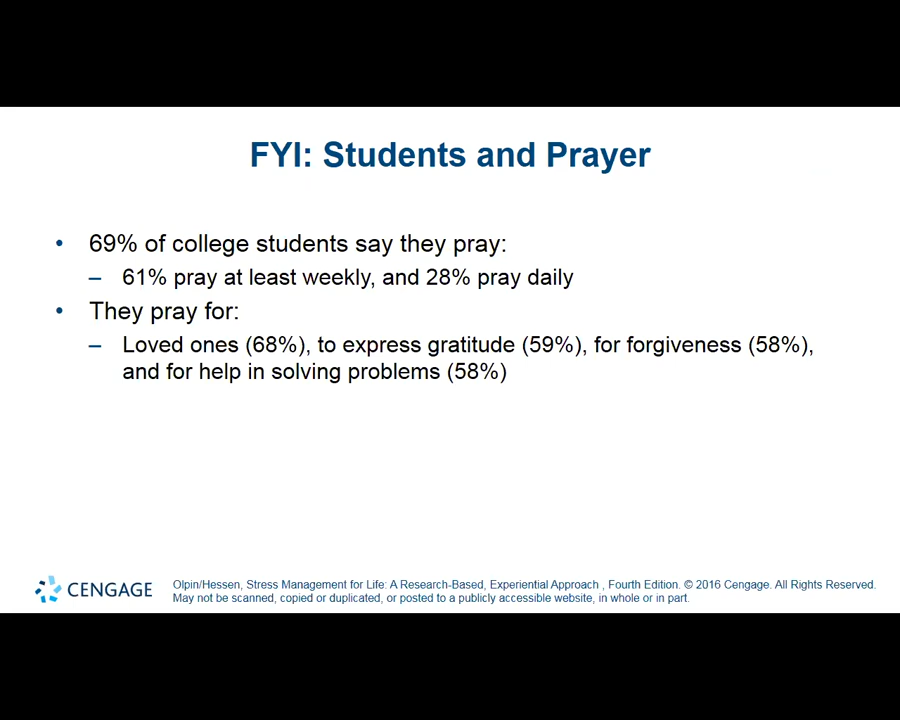 FYI: Students and Prayer
• 69% of college students say they pray:
– 61% pray at least weekly, and 28% pray daily
• They pray for:
– Loved ones (68%), to express gratitude (59%), for forgiveness (58%),
and for help in solving problems (58%)
CENGAGE
Olpin/Hessen, Stress Management for Life: A Research-Based, Experiential Approach , Fourth Edition. © 2016 Cengage. All Rights Reserved.
May not be scanned, copied or duplicated, or posted to a publicly accessible website, in whole or in part.